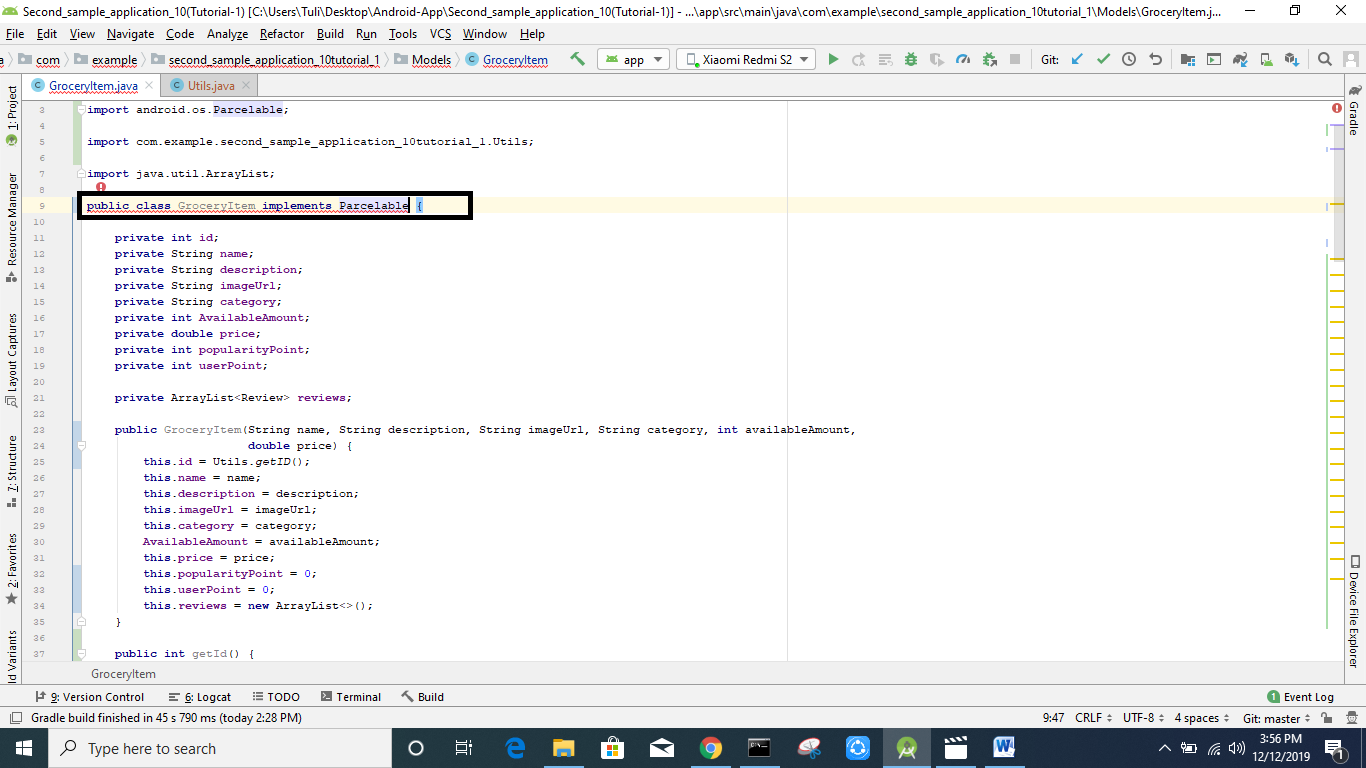 Second_sample_application_10(Tutorial-1) [C:\Users\Tuli\Desktop\Android-App\Second_sample_application_10(Tutorial-1)] - ...\app\src\main\java\com\example\second_sample_application_10tutorial_1\Models\GroceryItem.j...
File Edit View Navigate Code Analyze Refactor Build Run Tools VCS Window Help
a com example second_sample_application_10tutorial_1 Models GroceryItem app Xiaomi Redmi S2 Git:
GroceryItem.java Utils.java
1: Project
Resource Manager
Layout Captures
7: Structure
2: Favorites
ld Variants
3 import android.os.Parcelable;
4
5 import com.example.second_sample_application_10tutorial_1.Utils;
6
7 import java.util.ArrayList;
8
9 public class GroceryItem implements Parcelable {
10
11 private int id;
12 private String name;
13 private String description;
14 private String imageUrl;
15 private String category;
16 private int AvailableAmount;
17 private double price;
18 private int popularityPoint;
19 private int userPoint;
20
21 private ArrayList<Review> reviews;
22
23 public GroceryItem(String name, String description, String imageUrl, String category, int availableAmount,
24 double price) {
25 this.id = Utils.getID();
26 this.name = name;
27 this.description = description;
28 this.imageUrl = imageUrl;
29 this.category = category;
30 AvailableAmount = availableAmount;
31 this.price = price;
32 this.popularityPoint = 0;
33 this.userPoint = 0;
34 this.reviews = new ArrayList<>();
35 }
36
37 public int getId() {
Gradle
Device File Explorer
GroceryItem
9: Version Control 6: Logcat TODO Terminal Build 1 Event Log
Gradle build finished in 45 s 790 ms (today 2:28 PM) 9:47 CRLF UTF-8 4 spaces Git: master
Type here to search
3:56 PM
12/12/2019
1